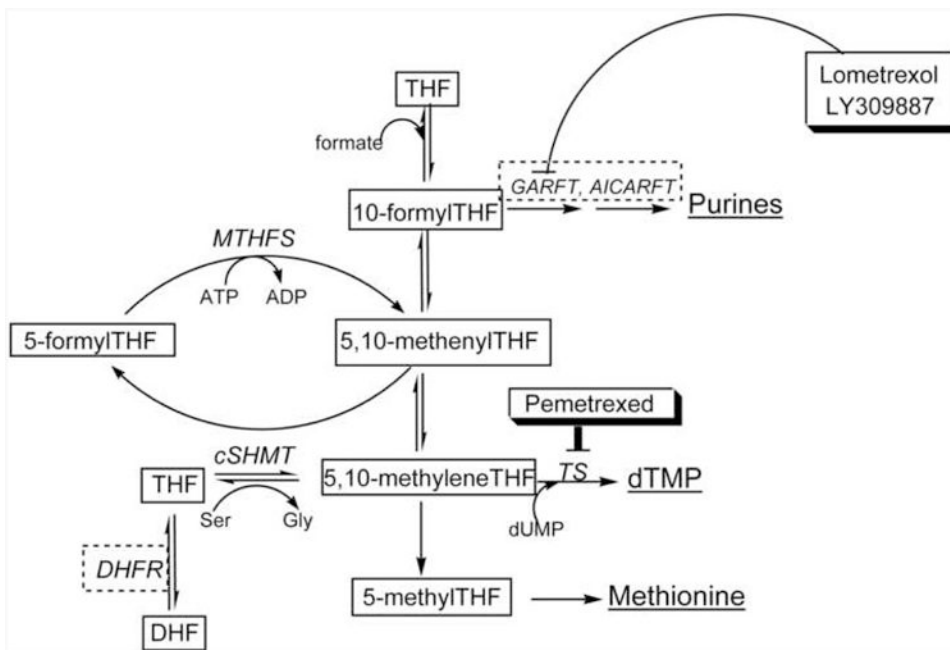 THF
Lometrexol
LY309887
formate
GARFT, AICARFT
10-formylTHF
Purines
MTHFS
ATP
ADP
5-formylTHF
5,10-methenylTHF
Pemetrexed
cSHMT
THF
5,10-methyleneTHF
TS
dTMP
Ser
Gly
dUMP
DHFR
5-methylTHF
Methionine
DHF